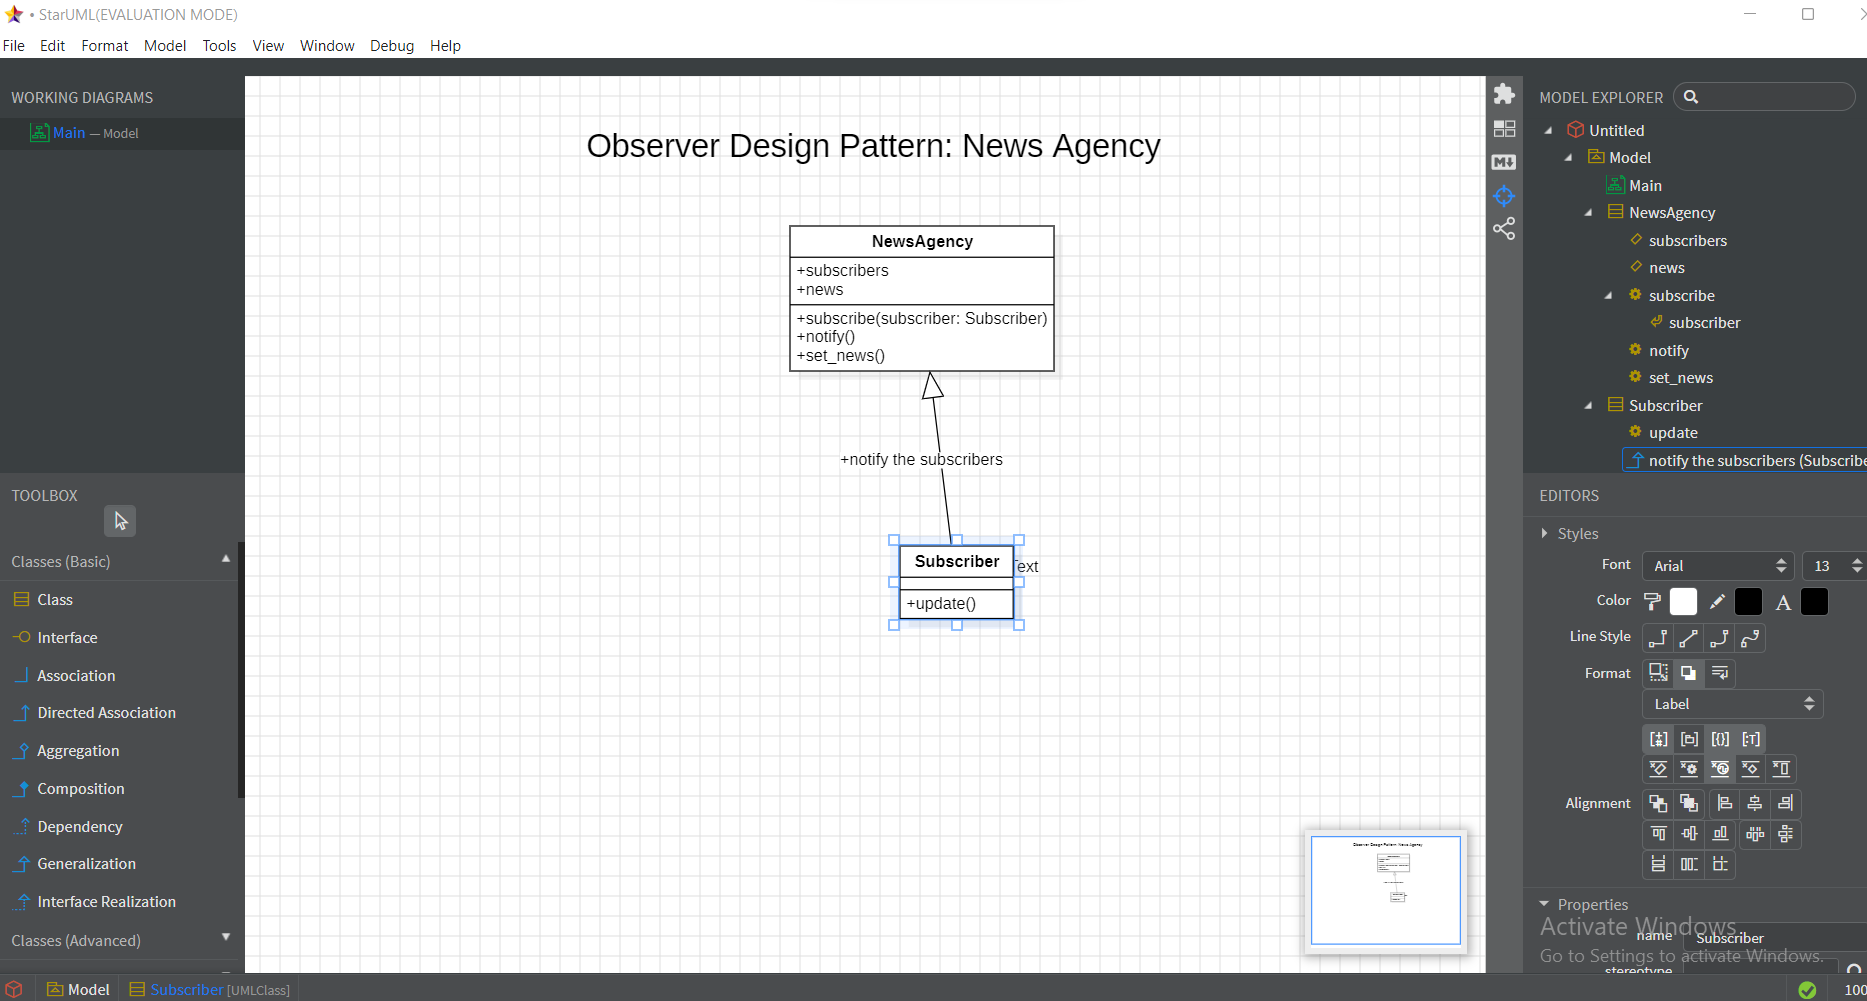 • StarUML(EVALUATION MODE)
File Edit Format Model Tools View Window Debug Help
WORKING DIAGRAMS
Main — Model
TOOLBOX
Classes (Basic)
Class
Interface
Association
Directed Association
Aggregation
Composition
Dependency
Generalization
Interface Realization
Classes (Advanced)
Observer Design Pattern: News Agency
NewsAgency
+subscribers
+news
+subscribe(subscriber: Subscriber)
+notify()
+set_news()
+notify the subscribers
Subscriber
Text
+update()
Observer Design Pattern: News Agency
MODEL EXPLORER
Untitled
Model
Main
NewsAgency
subscribers
news
subscribe
subscriber
notify
set_news
Subscriber
update
notify the subscribers (Subscribe
EDITORS
Styles
Font Arial 13
Color A
Line Style
Format
Label
Alignment
Properties
Activate Windows
name Subscriber
Go to Settings to activate Windows.
stereotype
Model Subscriber [UMLClass] 100